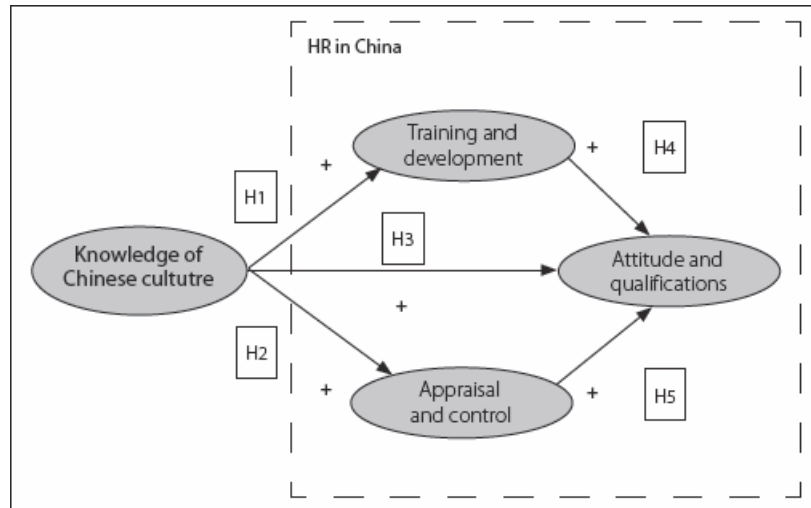 HR in China
Training and
development
+
+
H4
H1
H3
Knowledge of
Chinese cultutre
Attitude and
qualifications
+
H2
+
Appraisal
and control
+
H5